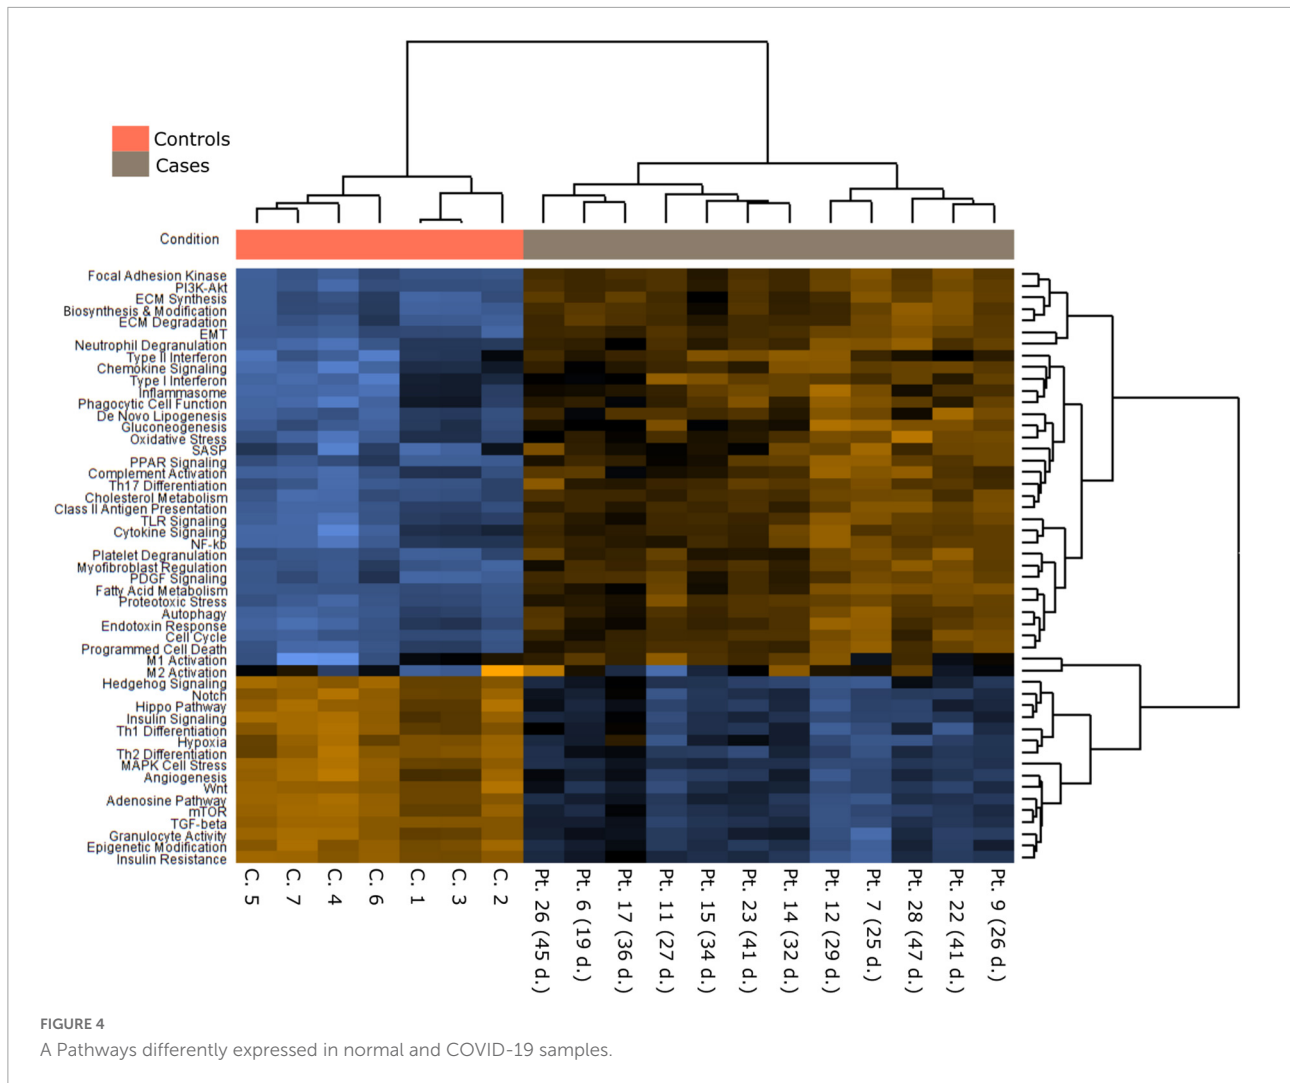 Controls
Cases
Condition
Focal Adhesion Kinase
PI3K-Akt
ECM Synthesis
Biosynthesis & Modification
ECM Degradation
EMT
Neutrophil Degranulation
Type II Interferon
Chemokine Signaling
Type I Interferon
Inflammasome
Phagocytic Cell Function
De Novo Lipogenesis
Gluconeogenesis
Oxidative Stress
SASP
PPAR Signaling
Complement Activation
Th17 Differentiation
Cholesterol Metabolism
Class II Antigen Presentation
TLR Signaling
Cytokine Signaling
NF-kb
Platelet Degranulation
Myofibroblast Regulation
PDGF Signaling
Fatty Acid Metabolism
Proteotoxic Stress
Autophagy
Endotoxin Response
Cell Cycle
Programmed Cell Death
M1 Activation
M2 Activation
Hedgehog Signaling
Notch
Hippo Pathway
Insulin Signaling
Th1 Differentiation
Hypoxia
Th2 Differentiation
MAPK Cell Stress
Angiogenesis
Wnt
Adenosine Pathway
mTOR
TGF-beta
Granulocyte Activity
Epigenetic Modification
Insulin Resistance
C. 5
C. 7
C. 4
C. 6
C. 1
C. 3
C. 2
Pt. 26 (45 d.)
Pt. 6 (19 d.)
Pt. 17 (36 d.)
Pt. 11 (27 d.)
Pt. 15 (34 d.)
Pt. 23 (41 d.)
Pt. 14 (32 d.)
Pt. 12 (29 d.)
Pt. 7 (25 d.)
Pt. 28 (47 d.)
Pt. 22 (41 d.)
Pt. 9 (26 d.)
FIGURE 4
A Pathways differently expressed in normal and COVID-19 samples.